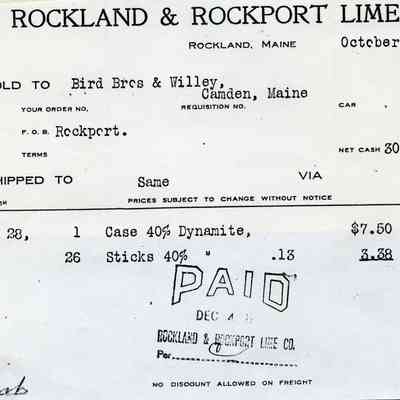 ROCKLAND & ROCKPORT LIME
ROCKLAND, MAINE October
OLD TO Bird Bros & Willey,
Camden, Maine
YOUR ORDER NO. REQUISITION NO. CAR
F. O. B. Rockport.
TERMS NET CASH 30
HIPPED TO Same VIA
PRICES SUBJECT TO CHANGE WITHOUT NOTICE
28, 1 Case 40% Dynamite, $7.50
26 Sticks 40% " .13 3.38
PAID
DEC 4
ROCKLAND & ROCKPORT LIME CO.
Per
NO DISCOUNT ALLOWED ON FREIGHT